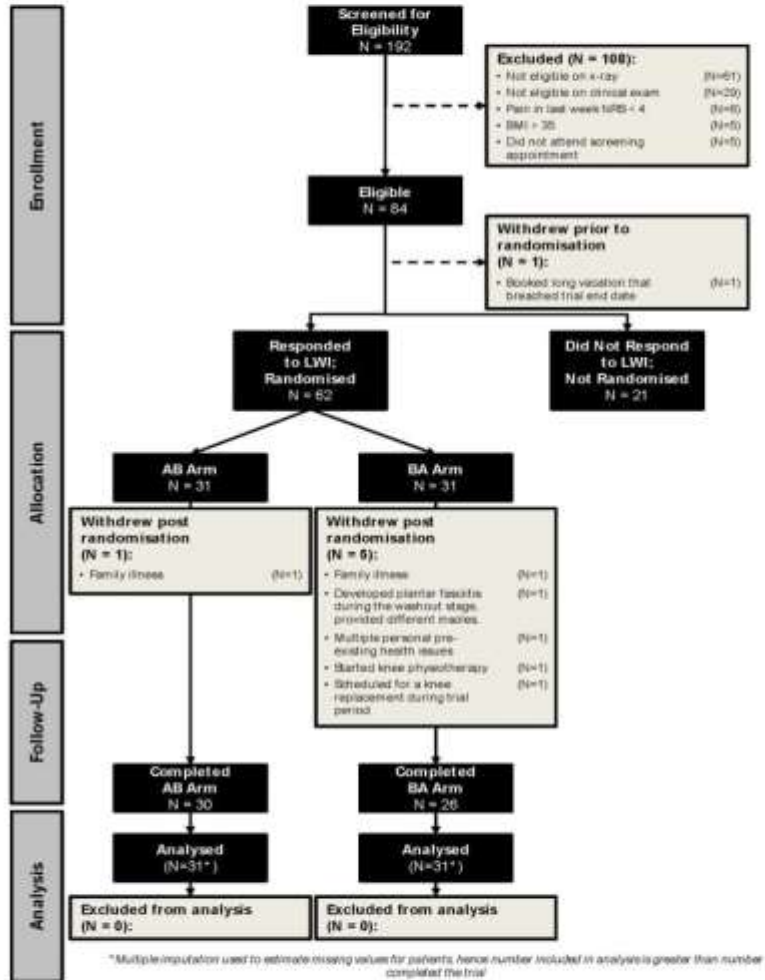 Enrollment
Screened for
Eligibility
N = 192
Excluded (N = 108):
• Not eligible on x-ray (N=61)
• Not eligible on clinical exam (N=29)
• Pain in last week NRS < 4 (N=8)
• BMI > 35 (N=5)
• Did not attend screening (N=5)
appointment
Eligible
N = 84
Withdrew prior to
randomisation
(N = 1):
• Booked long vacation that (N=1)
breached trial end date
Allocation
Responded
to LWI;
Randomised
N = 62
Did Not Respond
to LWI;
Not Randomised
N = 21
AB Arm
N = 31
BA Arm
N = 31
Withdrew post
randomisation
(N = 1):
• Family illness (N=1)
Withdrew post
randomisation
(N = 5):
• Family illness (N=1)
• Developed plantar fasciitis (N=1)
during the washout stage,
provided different insoles.
• Multiple personal pre- (N=1)
existing health issues
• Started knee physiotherapy (N=1)
• Scheduled for a knee (N=1)
replacement during trial
period
Follow-Up
Completed
AB Arm
N = 30
Completed
BA Arm
N = 26
Analysis
Analysed
(N=31*)
Analysed
(N=31*)
Excluded from analysis
(N = 0):
Excluded from analysis
(N = 0):
*Multiple imputation used to estimate missing values for patients, hence number included in analysis is greater than number
completed the trial